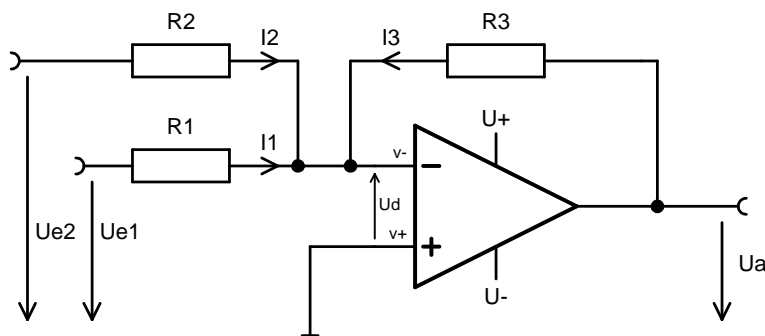 R2
I2
I3
R3
R1
I1
U+
v-
−
Ue2
Ue1
Ud
v+
+
U-
Ua